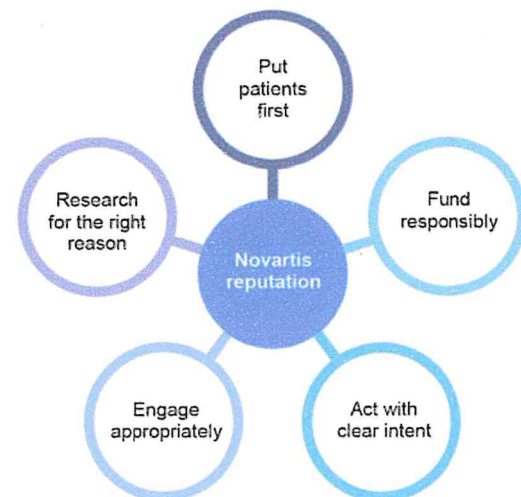 Put
patients
first
Fund
responsibly
Act with
clear intent
Engage
appropriately
Research
for the right
reason
Novartis
reputation